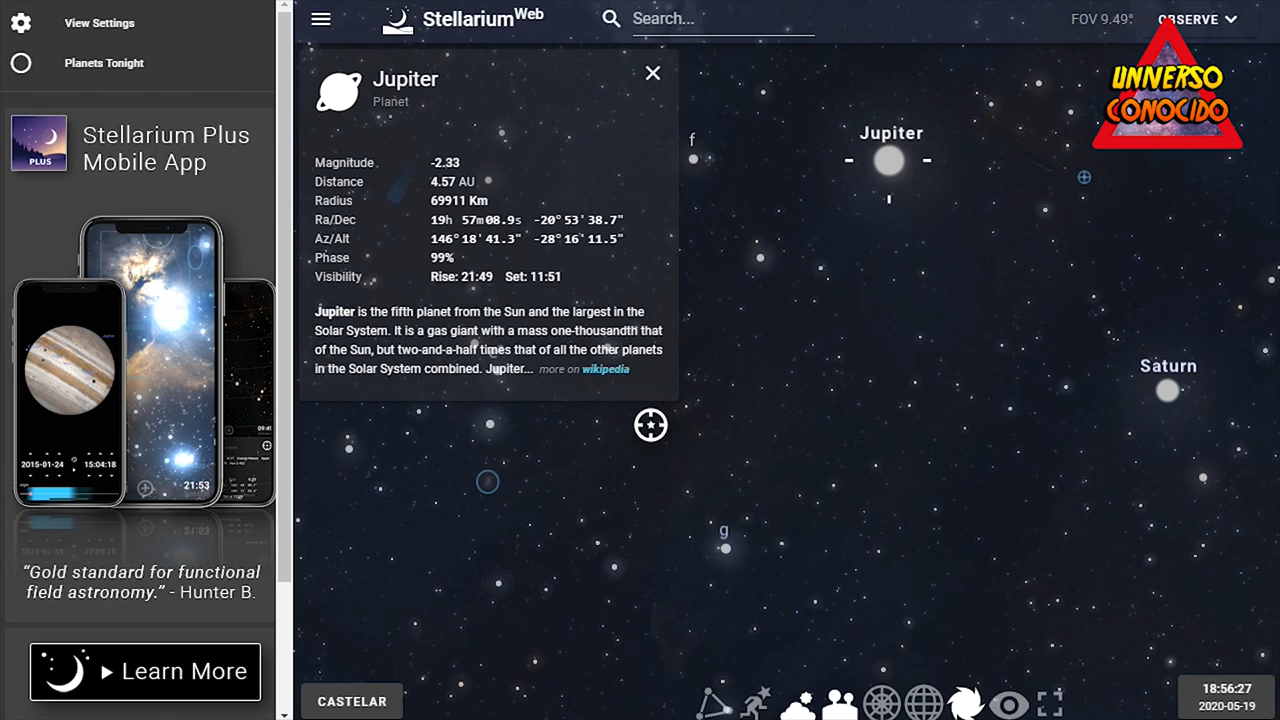 View Settings
Planets Tonight
Stellarium Plus
Mobile App
PLUS
2015-01-24
15:04:18
21:53
“Gold standard for functional
field astronomy.” - Hunter B.
Learn More
StellariumWeb
Search...
FOV 9.49°
OBSERVE
UNIVERSO
CONOCIDO
Jupiter
Planet
Magnitude -2.33
Distance 4.57 AU
Radius 69911 Km
Ra/Dec 19h 57m 08.9s -20° 53' 38.7"
Az/Alt 146° 18' 41.3" -28° 16' 11.5"
Phase 99%
Visibility Rise: 21:49 Set: 11:51
Jupiter is the fifth planet from the Sun and the largest in the
Solar System. It is a gas giant with a mass one-thousandth that
of the Sun, but two-and-a-half times that of all the other planets
in the Solar System combined. Jupiter... more on wikipedia
f
Jupiter
Saturn
g
CASTELAR
18:56:27
2020-05-19